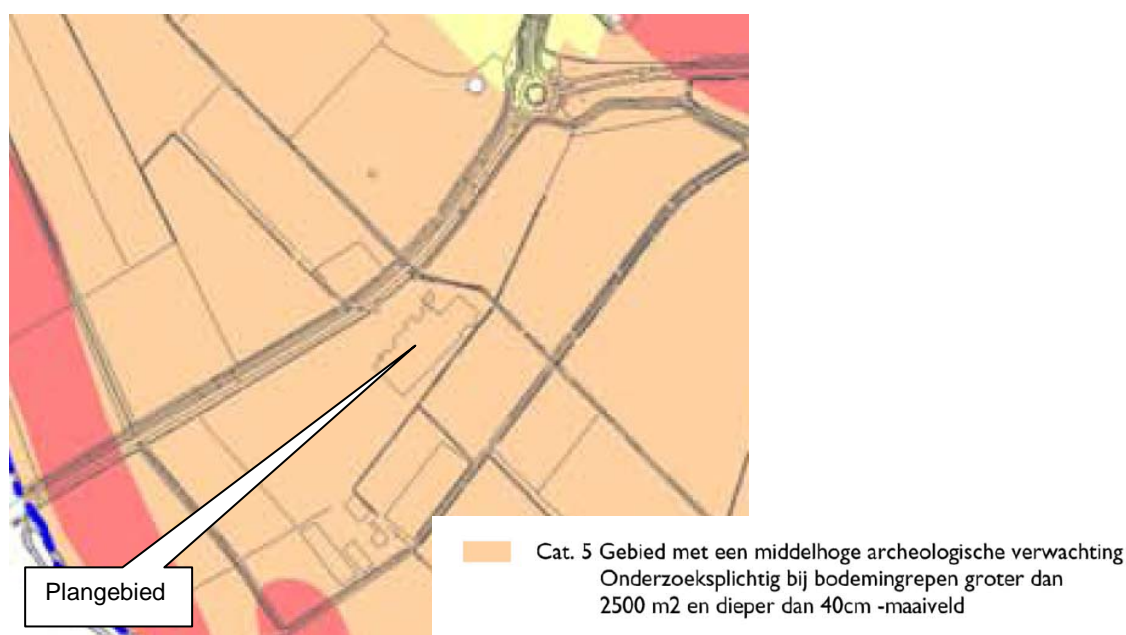 Plangebied
Cat. 5 Gebied met een middelhoge archeologische verwachting
Onderzoeksplichtig bij bodemingrepen groter dan
2500 m2 en dieper dan 40cm -maaiveld